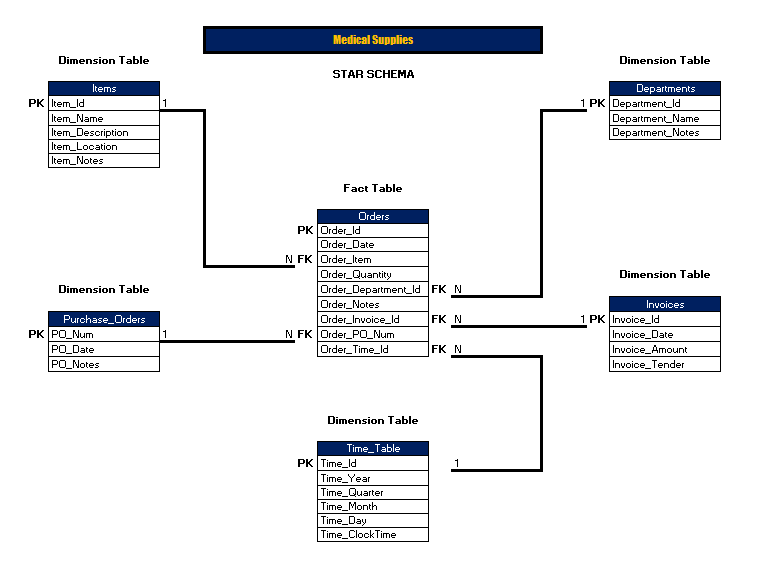 Medical Supplies
STAR SCHEMA
Dimension Table
Items
PK Item_Id 1
Item_Name
Item_Description
Item_Location
Item_Notes
Dimension Table
Departments
1 PK Department_Id
Department_Name
Department_Notes
Fact Table
Orders
PK Order_Id
Order_Date
N FK Order_Item
Order_Quantity
Order_Department_Id FK N
Order_Notes
Order_Invoice_Id FK N
N FK Order_PO_Num
Order_Time_Id FK N
Dimension Table
Purchase_Orders
PK PO_Num 1
PO_Date
PO_Notes
Dimension Table
Invoices
1 PK Invoice_Id
Invoice_Date
Invoice_Amount
Invoice_Tender
Dimension Table
Time_Table
PK Time_Id 1
Time_Year
Time_Quarter
Time_Month
Time_Day
Time_ClockTime